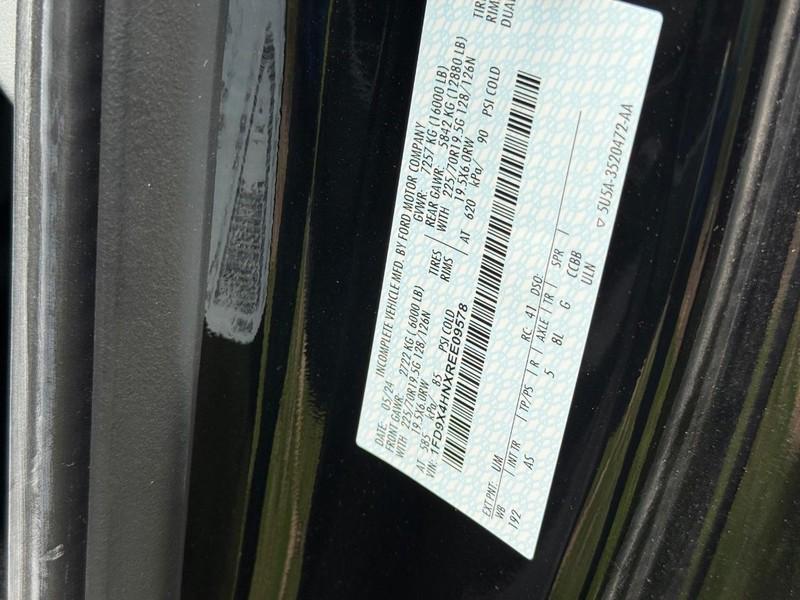 DATE: 05/24 INCOMPLETE VEHICLE MFD. BY FORD MOTOR COMPANY
GVWR: 7257 KG (16000 LB)
FRONT GAWR: 2722 KG (6000 LB)
WITH 225/70R19.5G 128/126N TIRES
19.5X6.0RW RIMS
AT 585 kPa/ 85 PSI COLD
REAR GAWR: 5842 KG (12880 LB)
WITH 225/70R19.5G 128/126N TIRE
19.5X6.0RW RIMS
AT 620 kPa/ 90 PSI COLD DUAL
VIN: 1FD9X4HNXREE09578
EXT PNT: UM RC: 41 DSO:
WB INT TR TP/PS R AXLE TR SPR
192 AS 5 8L G CCBB
ULN
▽ 5U5A-3520472-AA